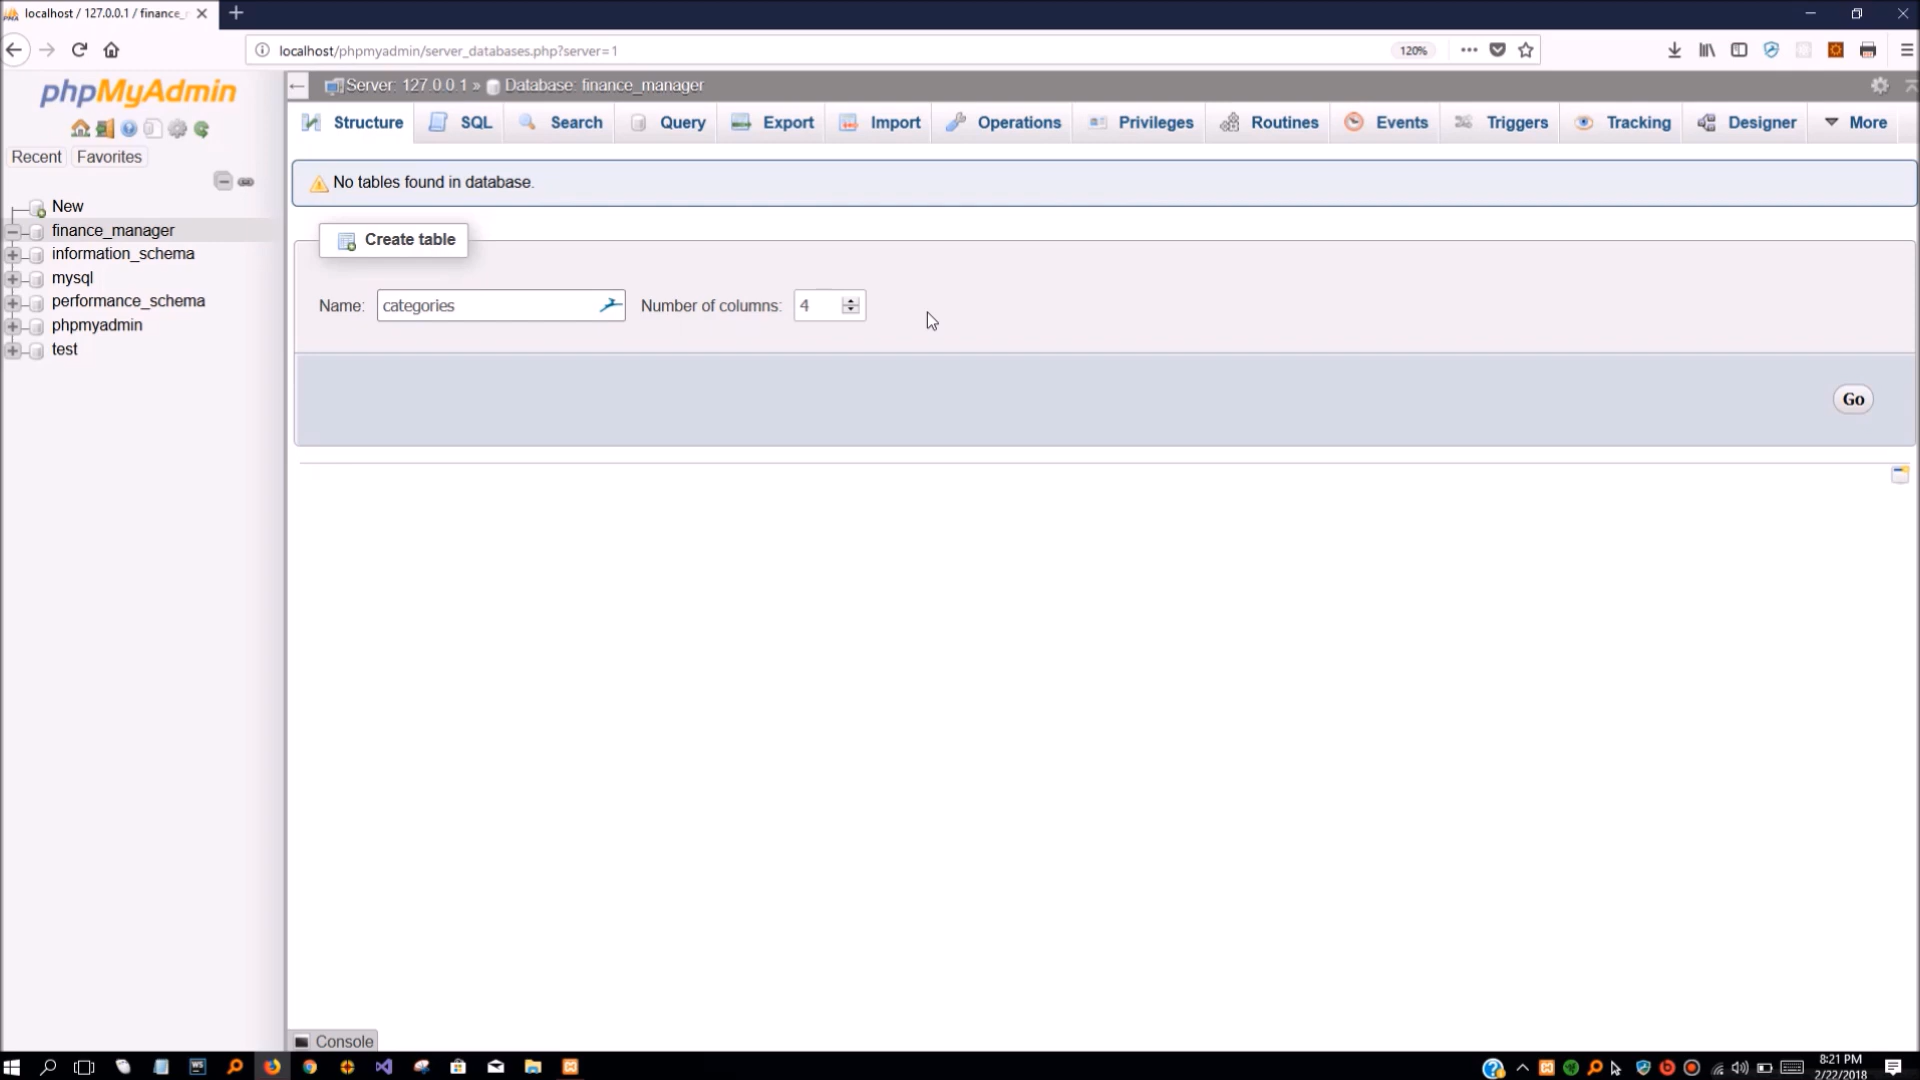 localhost / 127.0.0.1 / finance_
localhost/phpmyadmin/server_databases.php?server=1
120%
phpMyAdmin
Recent Favorites
New
finance_manager
information_schema
mysql
performance_schema
phpmyadmin
test
Server: 127.0.0.1 » Database: finance_manager
Structure SQL Search Query Export Import Operations Privileges Routines Events Triggers Tracking Designer More
No tables found in database.
Create table
Name: categories Number of columns: 4
Go
Console
8:21 PM
2/22/2018